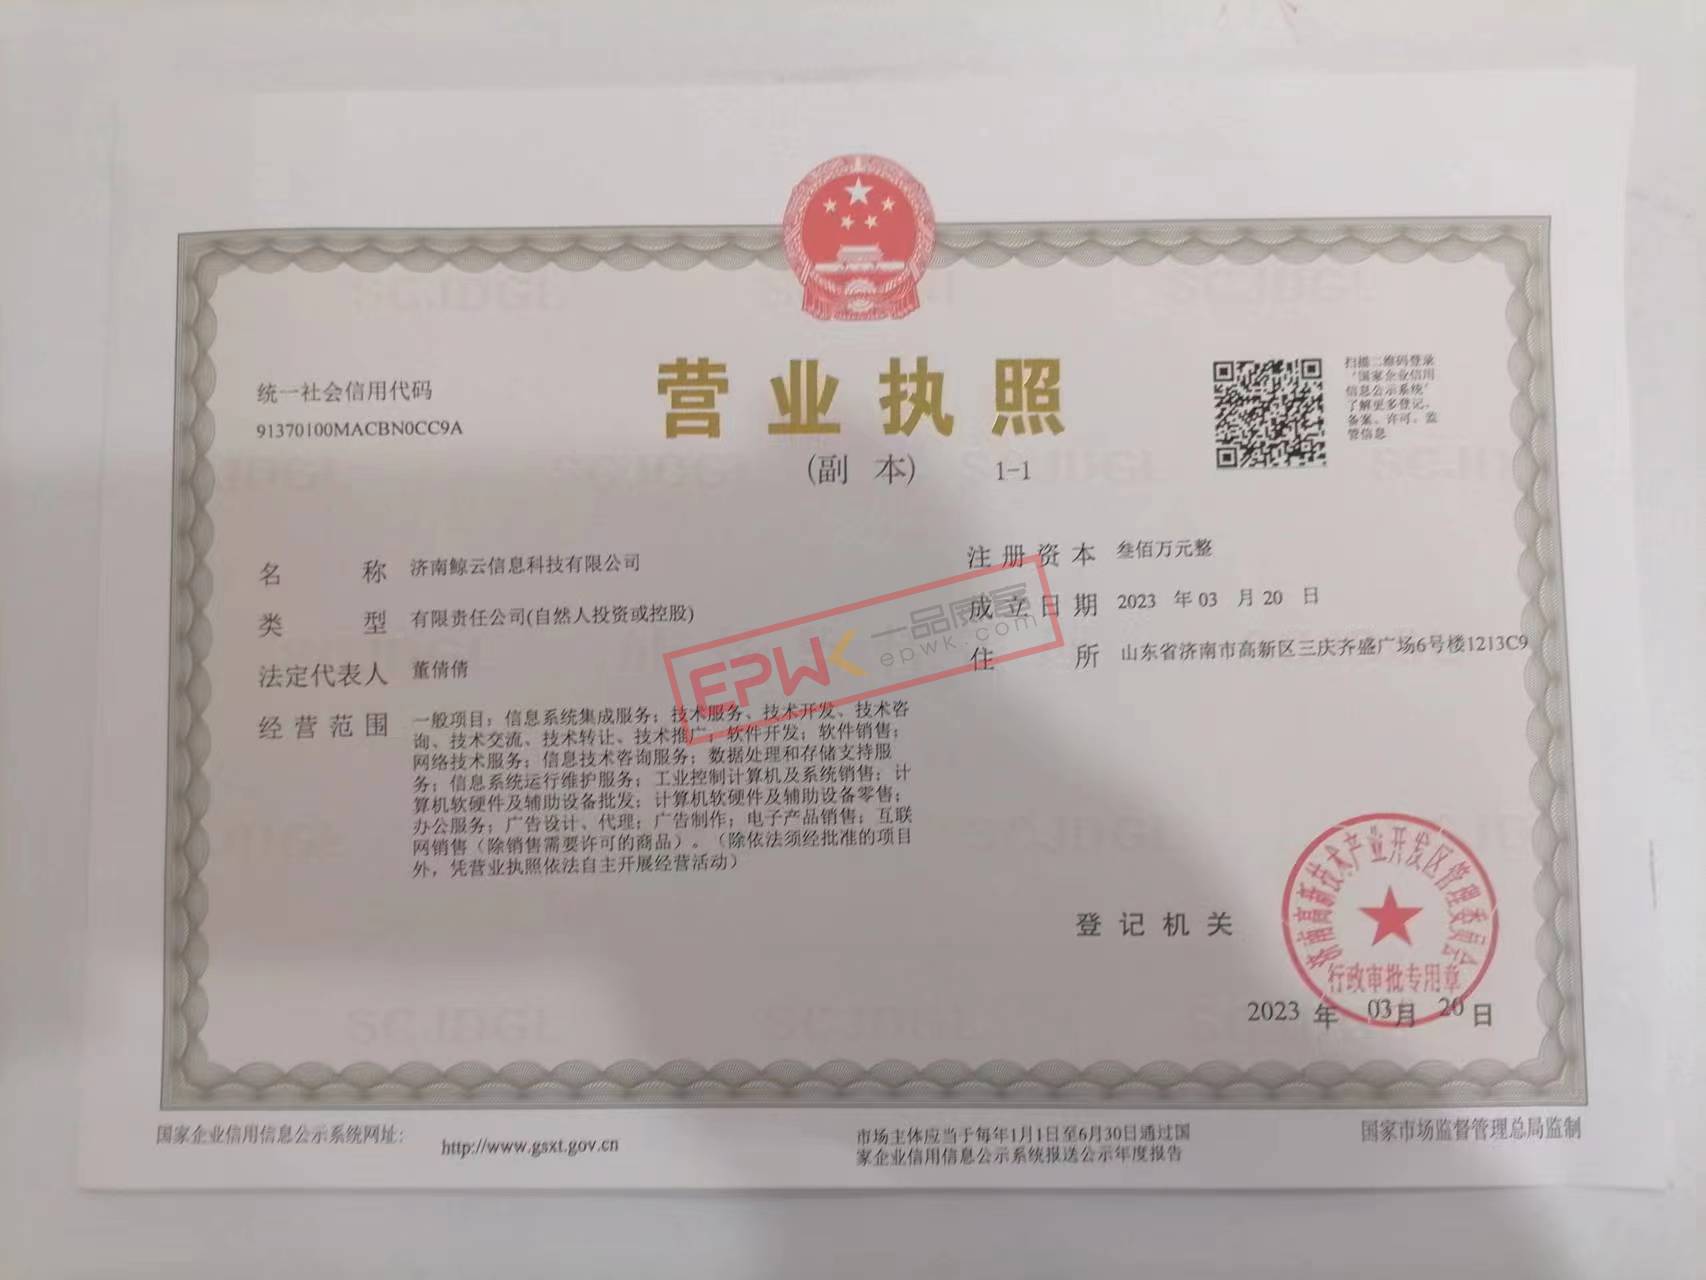 统一社会信用代码
91370100MACBN0CC9A
营业执照
(副 本) 1-1
扫描二维码登录
“国家企业信用
信息公示系统”
了解更多登记、
备案、许可、监
管信息
名 称 济南鲸云信息科技有限公司
类 型 有限责任公司(自然人投资或控股)
法定代表人 董倩倩
经营范围 一般项目：信息系统集成服务；技术服务、技术开发、技术咨
询、技术交流、技术转让、技术推广；软件开发；软件销售；
网络技术服务；信息技术咨询服务；数据处理和存储支持服
务；信息系统运行维护服务；工业控制计算机及系统销售；计
算机软硬件及辅助设备批发；计算机软硬件及辅助设备零售；
办公服务；广告设计、代理；广告制作；电子产品销售；互联
网销售（除销售需要许可的商品）。（除依法须经批准的项目
外，凭营业执照依法自主开展经营活动）
注册资本 叁佰万元整
成立日期 2023 年 03 月 20 日
住 所 山东省济南市高新区三庆齐盛广场6号楼1213C9
EPWK 一品威客
epwk.com
登记机关
济南高新技术产业开发区管理委员会
行政审批专用章
2023 年 03 月 20 日
国家企业信用信息公示系统网址：
http://www.gsxt.gov.cn
市场主体应当于每年1月1日至6月30日通过国
家企业信用信息公示系统报送公示年度报告
国家市场监督管理总局监制
SCJDGL